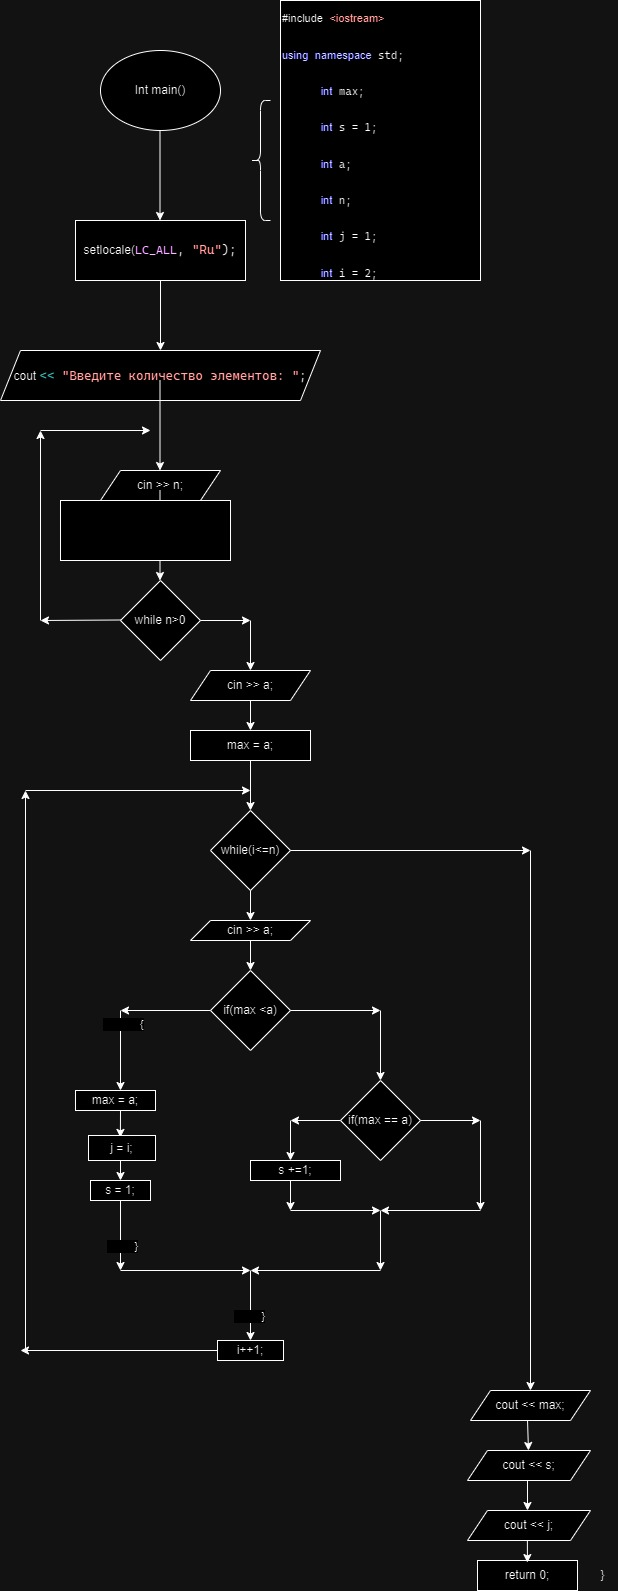 #include <iostream>
using namespace std;
int max;
int s = 1;
int a;
int n;
int j = 1;
int i = 2;
Int main()
setlocale(LC_ALL, "Ru");
cout << "Введите количество элементов: ";
cin >> n;
while n>0
cin >> a;
max = a;
while(i<=n)
cin >> a;
if(max <a)
{
max = a;
if(max == a)
j = i;
s +=1;
s = 1;
}
}
i++1;
cout << max;
cout << s;
cout << j;
return 0;
}